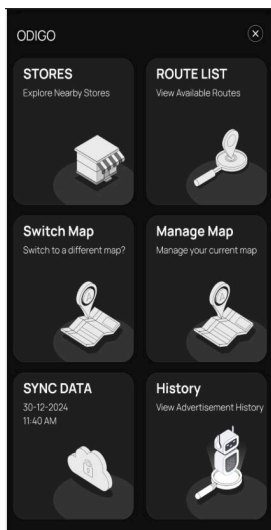 ODIGO
STORES
Explore Nearby Stores
ROUTE LIST
View Available Routes
Switch Map
Switch to a different map?
Manage Map
Manage your current map
SYNC DATA
30-12-2024
11:40 AM
History
View Advertisement History